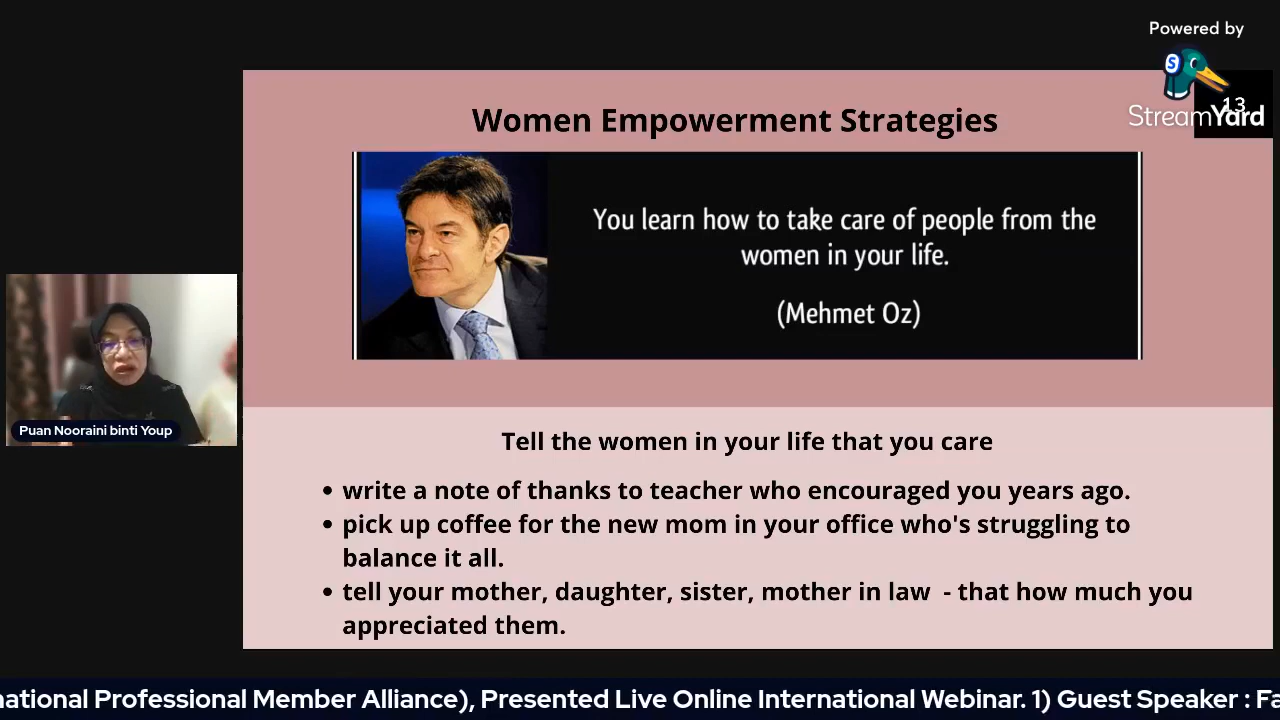 Powered by
StreamYard
13
Women Empowerment Strategies
You learn how to take care of people from the
women in your life.
(Mehmet Oz)
Puan Nooraini binti Youp
Tell the women in your life that you care
• write a note of thanks to teacher who encouraged you years ago.
• pick up coffee for the new mom in your office who's struggling to
balance it all.
• tell your mother, daughter, sister, mother in law  - that how much you
appreciated them.
national Professional Member Alliance), Presented Live Online International Webinar. 1) Guest Speaker : Fa